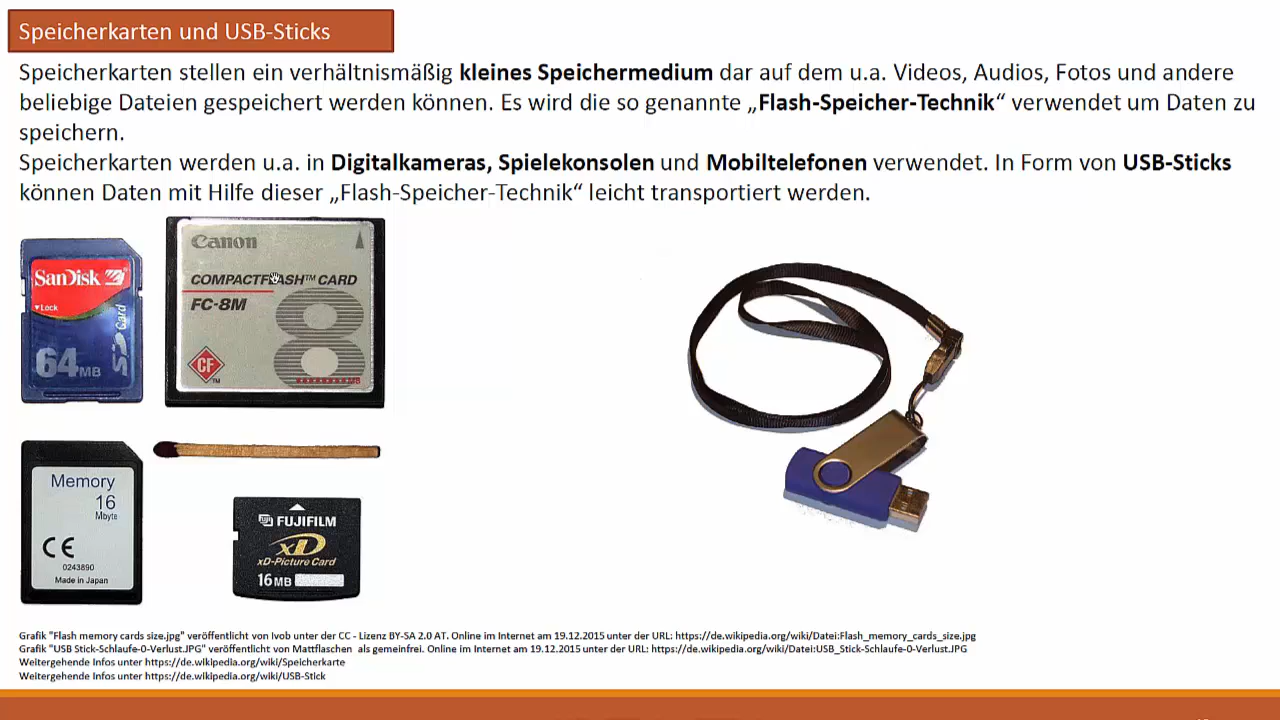 Speicherkarten und USB-Sticks
Speicherkarten stellen ein verhältnismäßig kleines Speichermedium dar auf dem u.a. Videos, Audios, Fotos und andere
beliebige Dateien gespeichert werden können. Es wird die so genannte „Flash-Speicher-Technik“ verwendet um Daten zu
speichern.
Speicherkarten werden u.a. in Digitalkameras, Spielekonsolen und Mobiltelefonen verwendet. In Form von USB-Sticks
können Daten mit Hilfe dieser „Flash-Speicher-Technik“ leicht transportiert werden.
SanDisk
Lock
64MB
SD Card
Canon
COMPACTFLASH™ CARD
FC-8M
8
MB
CF
TM
Memory
16
Mbyte
CE
0243890
Made in Japan
FUJIFILM
xD
xD-Picture Card
16MB
Grafik "Flash memory cards size.jpg" veröffentlicht von Ivob unter der CC - Lizenz BY-SA 2.0 AT. Online im Internet am 19.12.2015 unter der URL: https://de.wikipedia.org/wiki/Datei:Flash_memory_cards_size.jpg
Grafik "USB Stick-Schlaufe-0-Verlust.JPG" veröffentlicht von Mattflaschen als gemeinfrei. Online im Internet am 19.12.2015 unter der URL: https://de.wikipedia.org/wiki/Datei:USB_Stick-Schlaufe-0-Verlust.JPG
Weitergehende Infos unter https://de.wikipedia.org/wiki/Speicherkarte
Weitergehende Infos unter https://de.wikipedia.org/wiki/USB-Stick